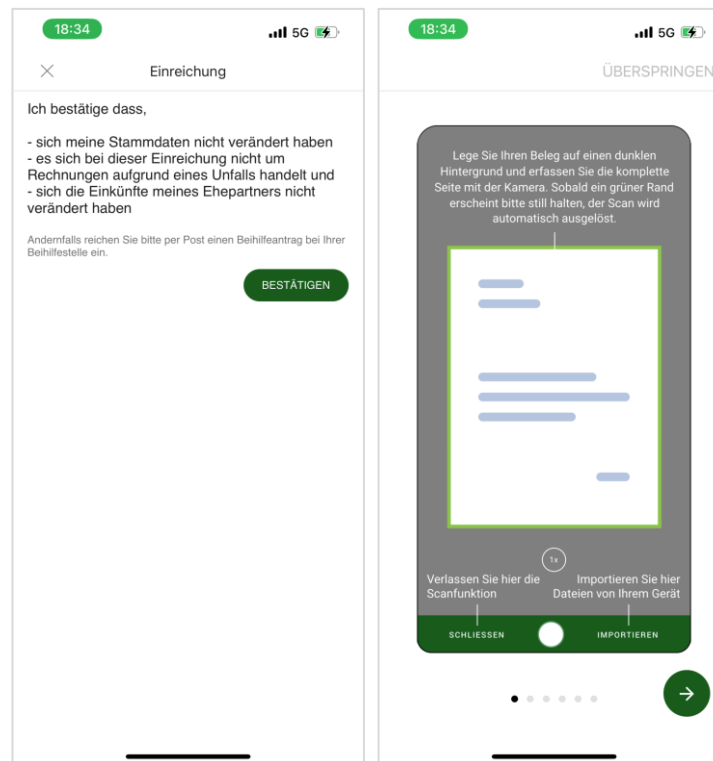 18:34
5G
Einreichung
Ich bestätige dass,
- sich meine Stammdaten nicht verändert haben
- es sich bei dieser Einreichung nicht um
Rechnungen aufgrund eines Unfalls handelt und
- sich die Einkünfte meines Ehepartners nicht
verändert haben
Andernfalls reichen Sie bitte per Post einen Beihilfeantrag bei Ihrer
Beihilfestelle ein.
BESTÄTIGEN
18:34
5G
ÜBERSPRINGEN
Lege Sie Ihren Beleg auf einen dunklen
Hintergrund und erfassen Sie die komplette
Seite mit der Kamera. Sobald ein grüner Rand
erscheint bitte still halten, der Scan wird
automatisch ausgelöst.
1x
Verlassen Sie hier die
Scanfunktion
Importieren Sie hier
Dateien von Ihrem Gerät
SCHLIESSEN
IMPORTIEREN